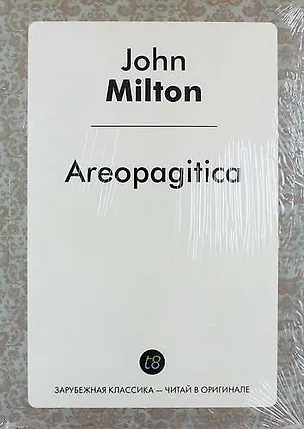 John
Milton
Areopagitica
t8
ЗАРУБЕЖНАЯ КЛАССИКА — ЧИТАЙ В ОРИГИНАЛЕ